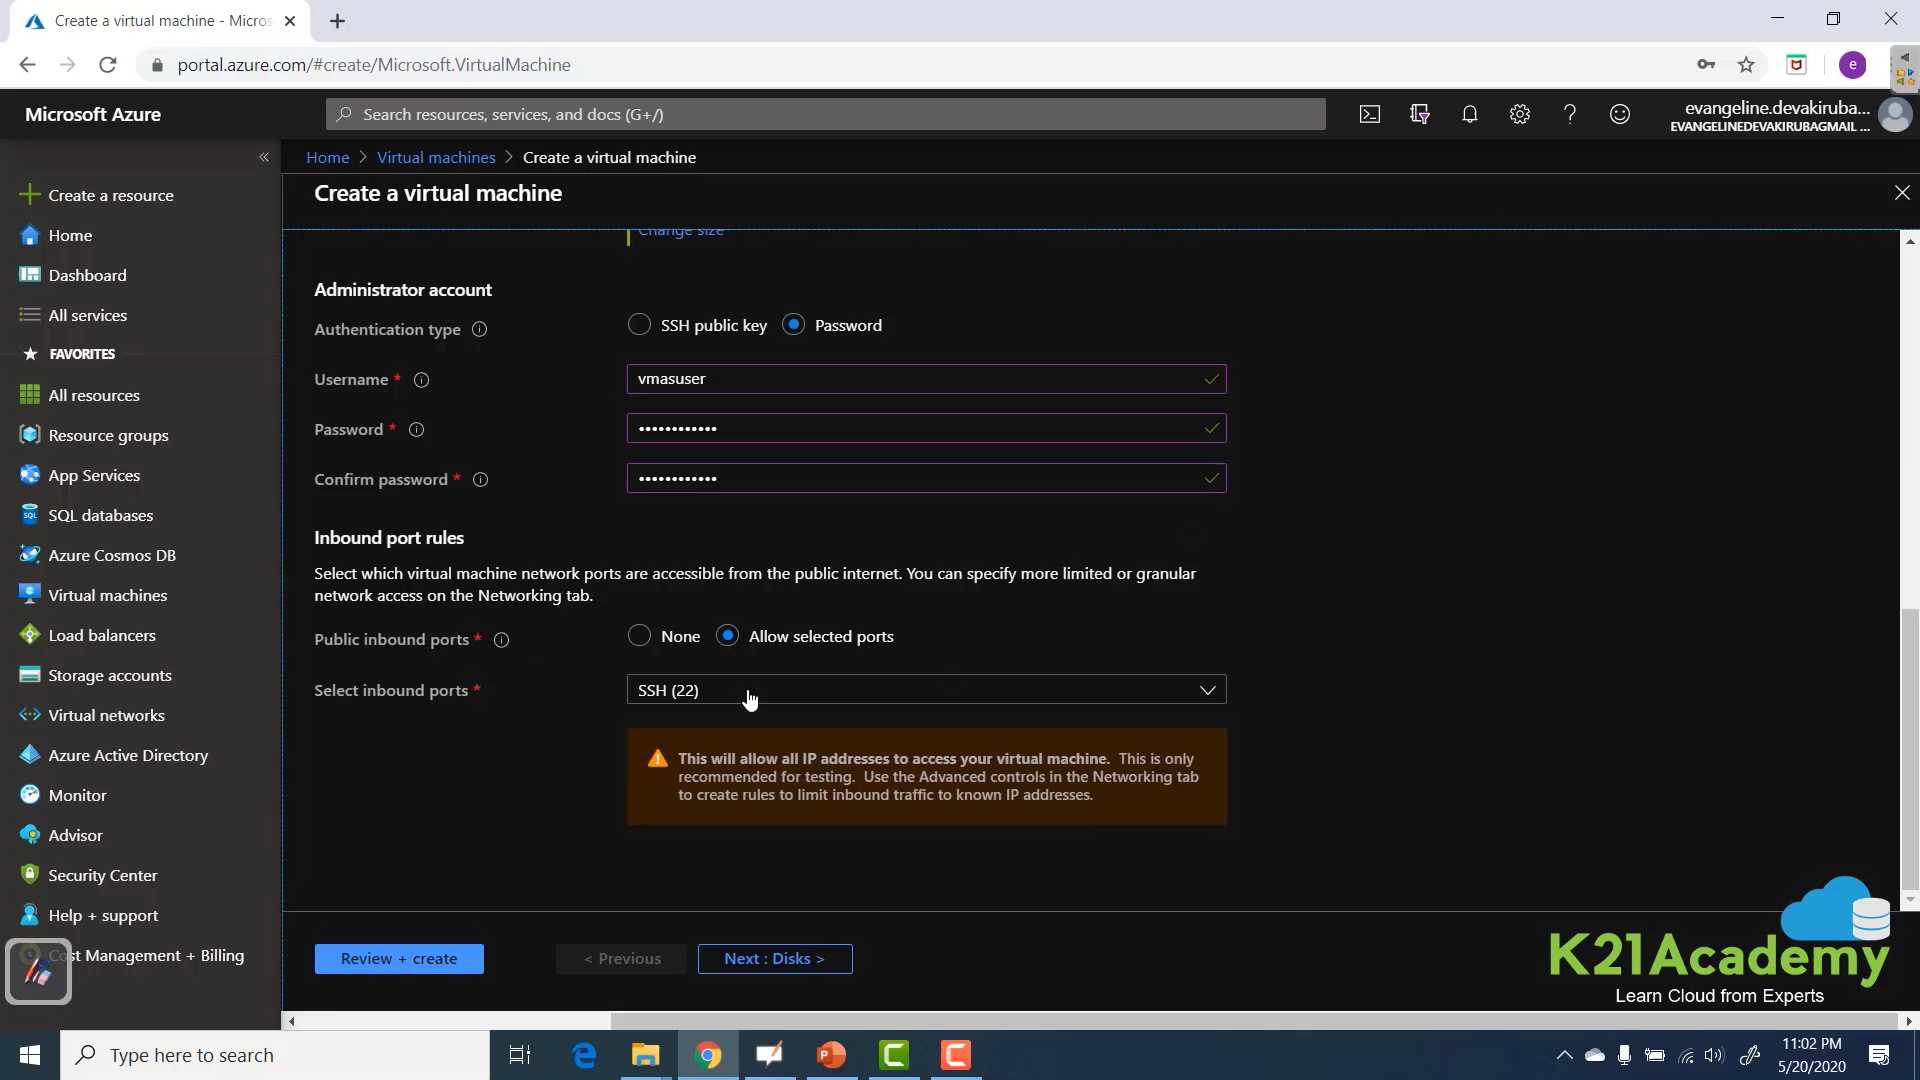 Create a virtual machine - Micros
portal.azure.com/#create/Microsoft.VirtualMachine
e
Microsoft Azure
Search resources, services, and docs (G+/)
evangeline.devakiruba...
EVANGELINEDEVAKIRUBAGMAIL ...
Home > Virtual machines > Create a virtual machine
Create a virtual machine
Create a resource
Home
Dashboard
All services
FAVORITES
All resources
Resource groups
App Services
SQL databases
Azure Cosmos DB
Virtual machines
Load balancers
Storage accounts
Virtual networks
Azure Active Directory
Monitor
Advisor
Security Center
Help + support
Cost Management + Billing
Change size
Administrator account
Authentication type
SSH public key
Password
Username *
vmasuser
Password *
••••••••••••
Confirm password *
••••••••••••
Inbound port rules
Select which virtual machine network ports are accessible from the public internet. You can specify more limited or granular
network access on the Networking tab.
Public inbound ports *
None
Allow selected ports
Select inbound ports *
SSH (22)
This will allow all IP addresses to access your virtual machine. This is only
recommended for testing. Use the Advanced controls in the Networking tab
to create rules to limit inbound traffic to known IP addresses.
Review + create
< Previous
Next : Disks >
K21Academy
Learn Cloud from Experts
Type here to search
11:02 PM
5/20/2020